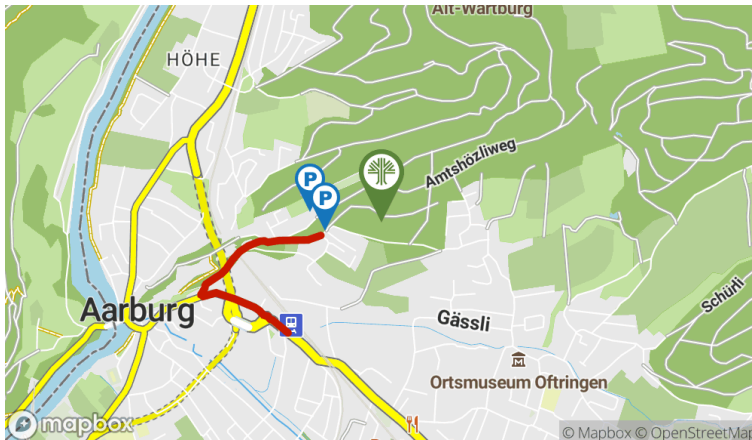 Alt-Wartburg
HÖHE
Amtshözliweg
P
P
Schürli
Aarburg
Gässli
M
Ortsmuseum Oftringen
mapbox
© Mapbox © OpenStreetMap